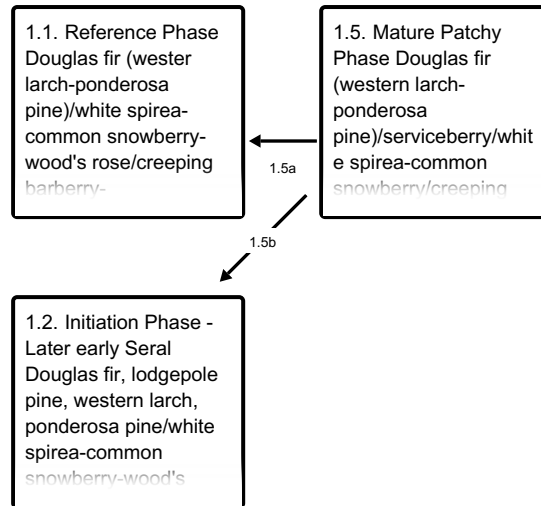 1.1. Reference Phase
Douglas fir (wester
larch-ponderosa
pine)/white spirea-
common snowberry-
wood's rose/creeping
barberry-
1.5. Mature Patchy
Phase Douglas fir
(western larch-
ponderosa
pine)/serviceberry/whit
e spirea-common
snowberry/creeping
1.5a
1.5b
1.2. Initiation Phase -
Later early Seral
Douglas fir, lodgepole
pine, western larch,
ponderosa pine/white
spirea-common
snowberry-wood's